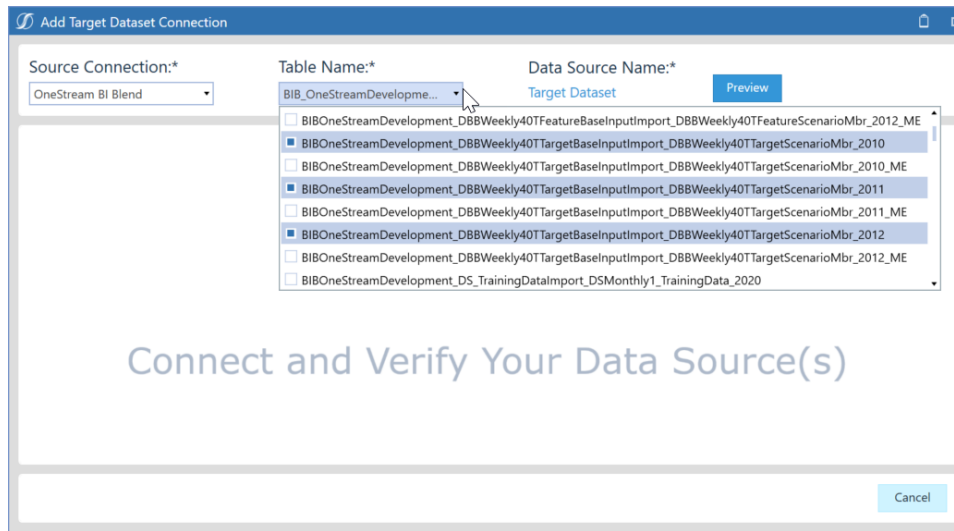 Add Target Dataset Connection
Source Connection:*
Table Name:*
Data Source Name:*
OneStream BI Blend
BIB_OneStreamDevelopme...
Target Dataset
Preview
BIBOneStreamDevelopment_DBBWeekly40TFeatureBaseInputImport_DBBWeekly40TFeatureScenarioMbr_2012_ME
BIBOneStreamDevelopment_DBBWeekly40TTargetBaseInputImport_DBBWeekly40TTargetScenarioMbr_2010
BIBOneStreamDevelopment_DBBWeekly40TTargetBaseInputImport_DBBWeekly40TTargetScenarioMbr_2010_ME
BIBOneStreamDevelopment_DBBWeekly40TTargetBaseInputImport_DBBWeekly40TTargetScenarioMbr_2011
BIBOneStreamDevelopment_DBBWeekly40TTargetBaseInputImport_DBBWeekly40TTargetScenarioMbr_2011_ME
BIBOneStreamDevelopment_DBBWeekly40TTargetBaseInputImport_DBBWeekly40TTargetScenarioMbr_2012
BIBOneStreamDevelopment_DBBWeekly40TTargetBaseInputImport_DBBWeekly40TTargetScenarioMbr_2012_ME
BIBOneStreamDevelopment_DS_TrainingDataImport_DSMonthly1_TrainingData_2020
Connect and Verify Your Data Source(s)
Cancel